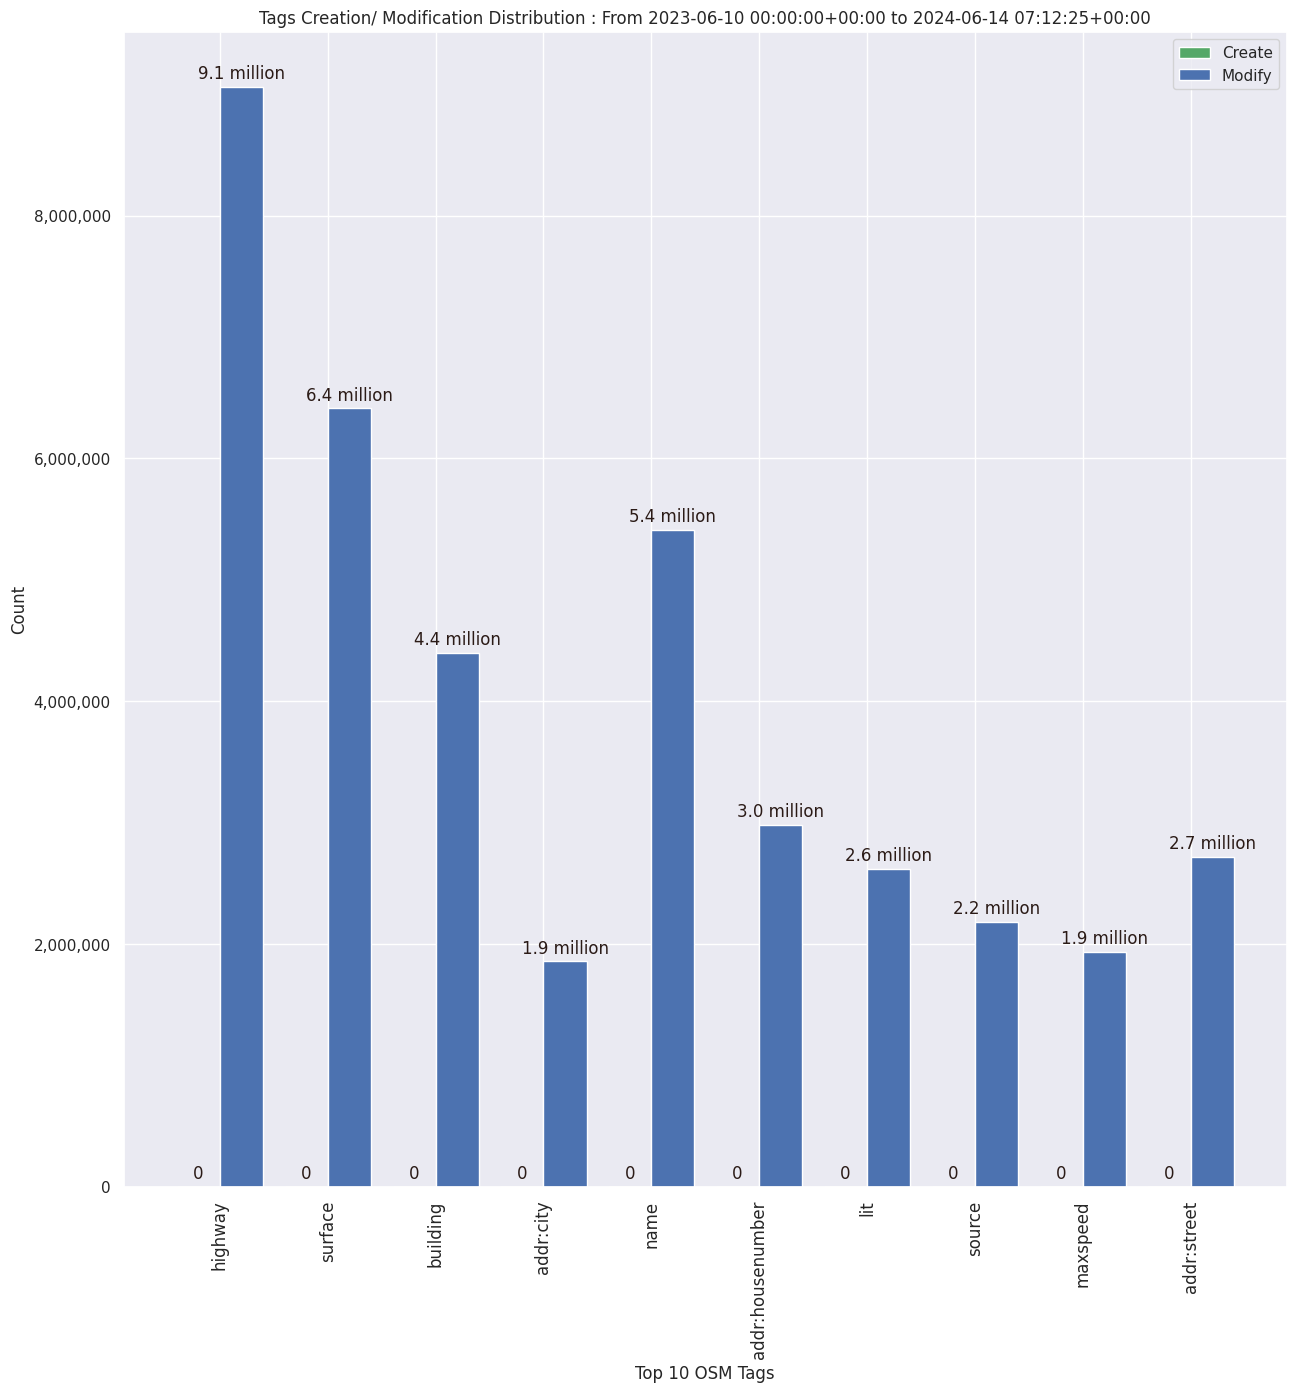 Tags Creation/ Modification Distribution : From 2023-06-10 00:00:00+00:00 to 2024-06-14 07:12:25+00:00
Create
Modify
9.1 million
6.4 million
4.4 million
1.9 million
5.4 million
3.0 million
2.6 million
2.2 million
1.9 million
2.7 million
0
0
0
0
0
0
0
0
0
0
8,000,000
6,000,000
4,000,000
2,000,000
0
Count
highway
surface
building
addr:city
name
addr:housenumber
lit
source
maxspeed
addr:street
Top 10 OSM Tags